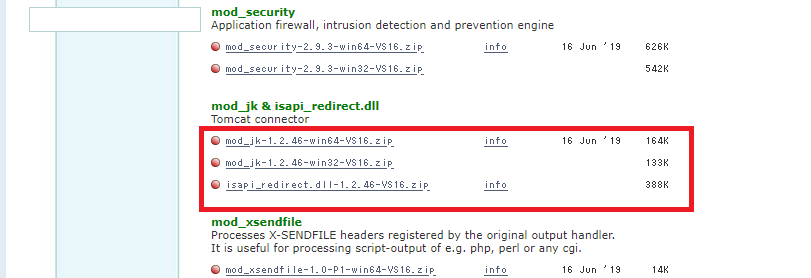 mod_security
Application firewall, intrusion detection and prevention engine
mod_security-2.9.3-win64-VS16.zip info 16 Jun '19 626K
mod_security-2.9.3-win32-VS16.zip 542K
mod_jk & isapi_redirect.dll
Tomcat connector
mod_jk-1.2.46-win64-VS16.zip info 16 Jun '19 164K
mod_jk-1.2.46-win32-VS16.zip 133K
isapi_redirect.dll-1.2.46-VS16.zip info 388K
mod_xsendfile
Processes X-SENDFILE headers registered by the original output handler.
It is useful for processing script-output of e.g. php, perl or any cgi.
mod_xsendfile-1.0-P1-win64-VS16.zip info 16 Jun '19 14K